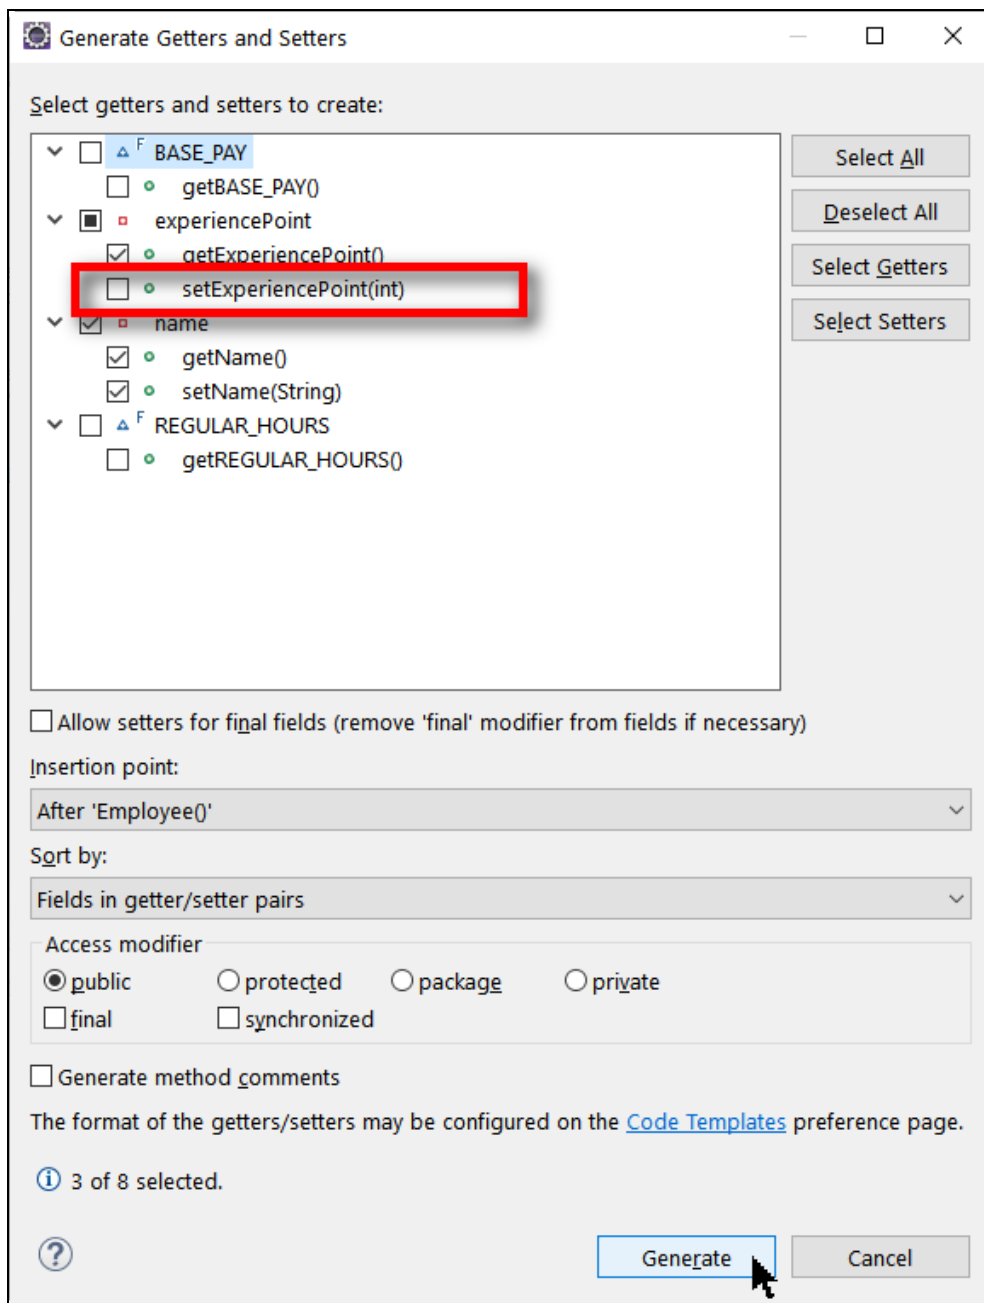 Generate Getters and Setters
Select getters and setters to create:
F BASE_PAY
getBASE_PAY()
experiencePoint
getExperiencePoint()
setExperiencePoint(int)
name
getName()
setName(String)
F REGULAR_HOURS
getREGULAR_HOURS()
Select All
Deselect All
Select Getters
Select Setters
Allow setters for final fields (remove 'final' modifier from fields if necessary)
Insertion point:
After 'Employee()'
Sort by:
Fields in getter/setter pairs
Access modifier
public protected package private
final synchronized
Generate method comments
The format of the getters/setters may be configured on the Code Templates preference page.
3 of 8 selected.
Generate Cancel